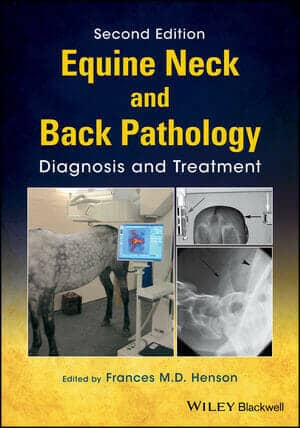 Second Edition
Equine Neck
and
Back Pathology
Diagnosis and Treatment
Edited by Frances M.D. Henson
WILEY Blackwell